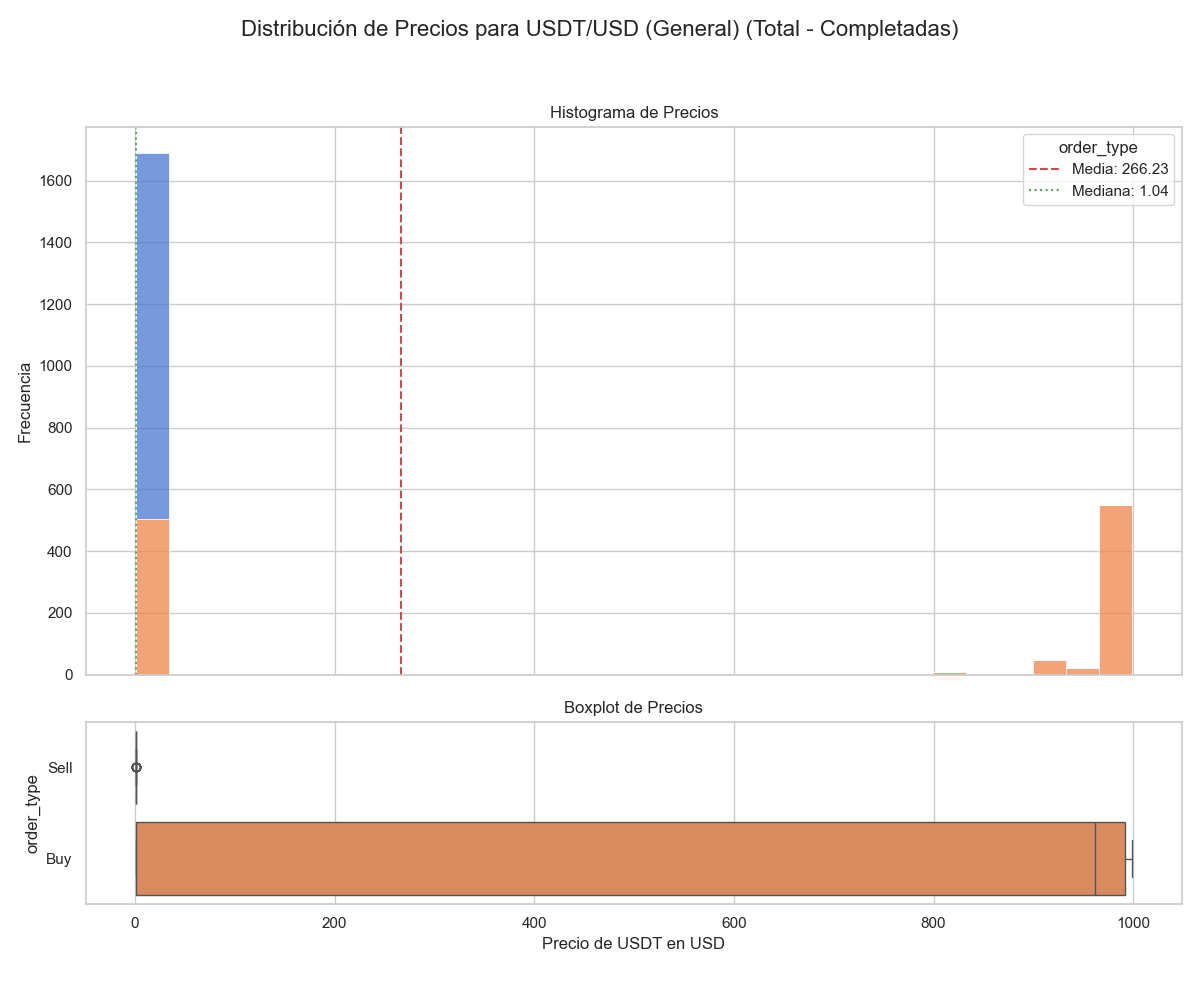 Distribución de Precios para USDT/USD (General) (Total - Completadas)
Histograma de Precios
order_type
Media: 266.23
Mediana: 1.04
Frecuencia
1600
1400
1200
1000
800
600
400
200
0
Boxplot de Precios
order_type
Sell
Buy
0 200 400 600 800 1000
Precio de USDT en USD